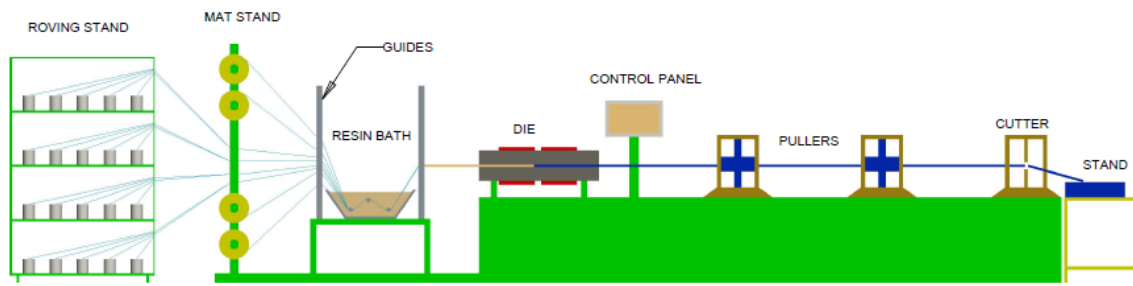 ROVING STAND
MAT STAND
GUIDES
RESIN BATH
DIE
CONTROL PANEL
PULLERS
CUTTER
STAND